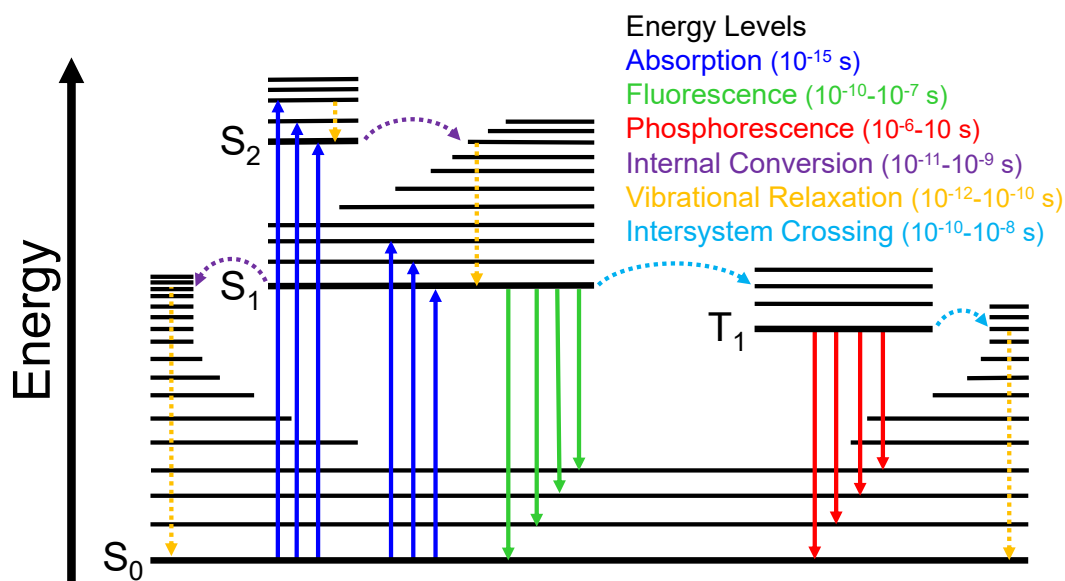 Energy Levels
Absorption (10⁻¹⁵ s)
Fluorescence (10⁻¹⁰-10⁻⁷ s)
Phosphorescence (10⁻⁶-10 s)
Internal Conversion (10⁻¹¹-10⁻⁹ s)
Vibrational Relaxation (10⁻¹²-10⁻¹⁰ s)
Intersystem Crossing (10⁻¹⁰-10⁻⁸ s)
Energy
S₂
S₁
T₁
S₀